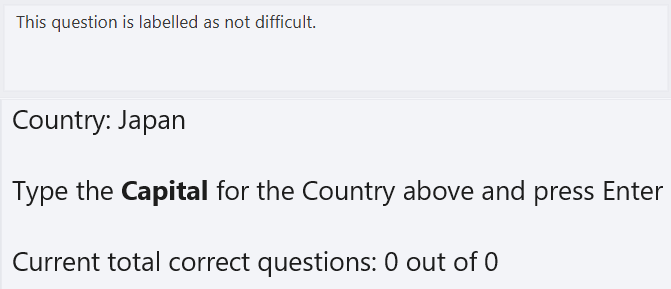 This question is labelled as not difficult.
Country: Japan
Type the Capital for the Country above and press Enter
Current total correct questions: 0 out of 0